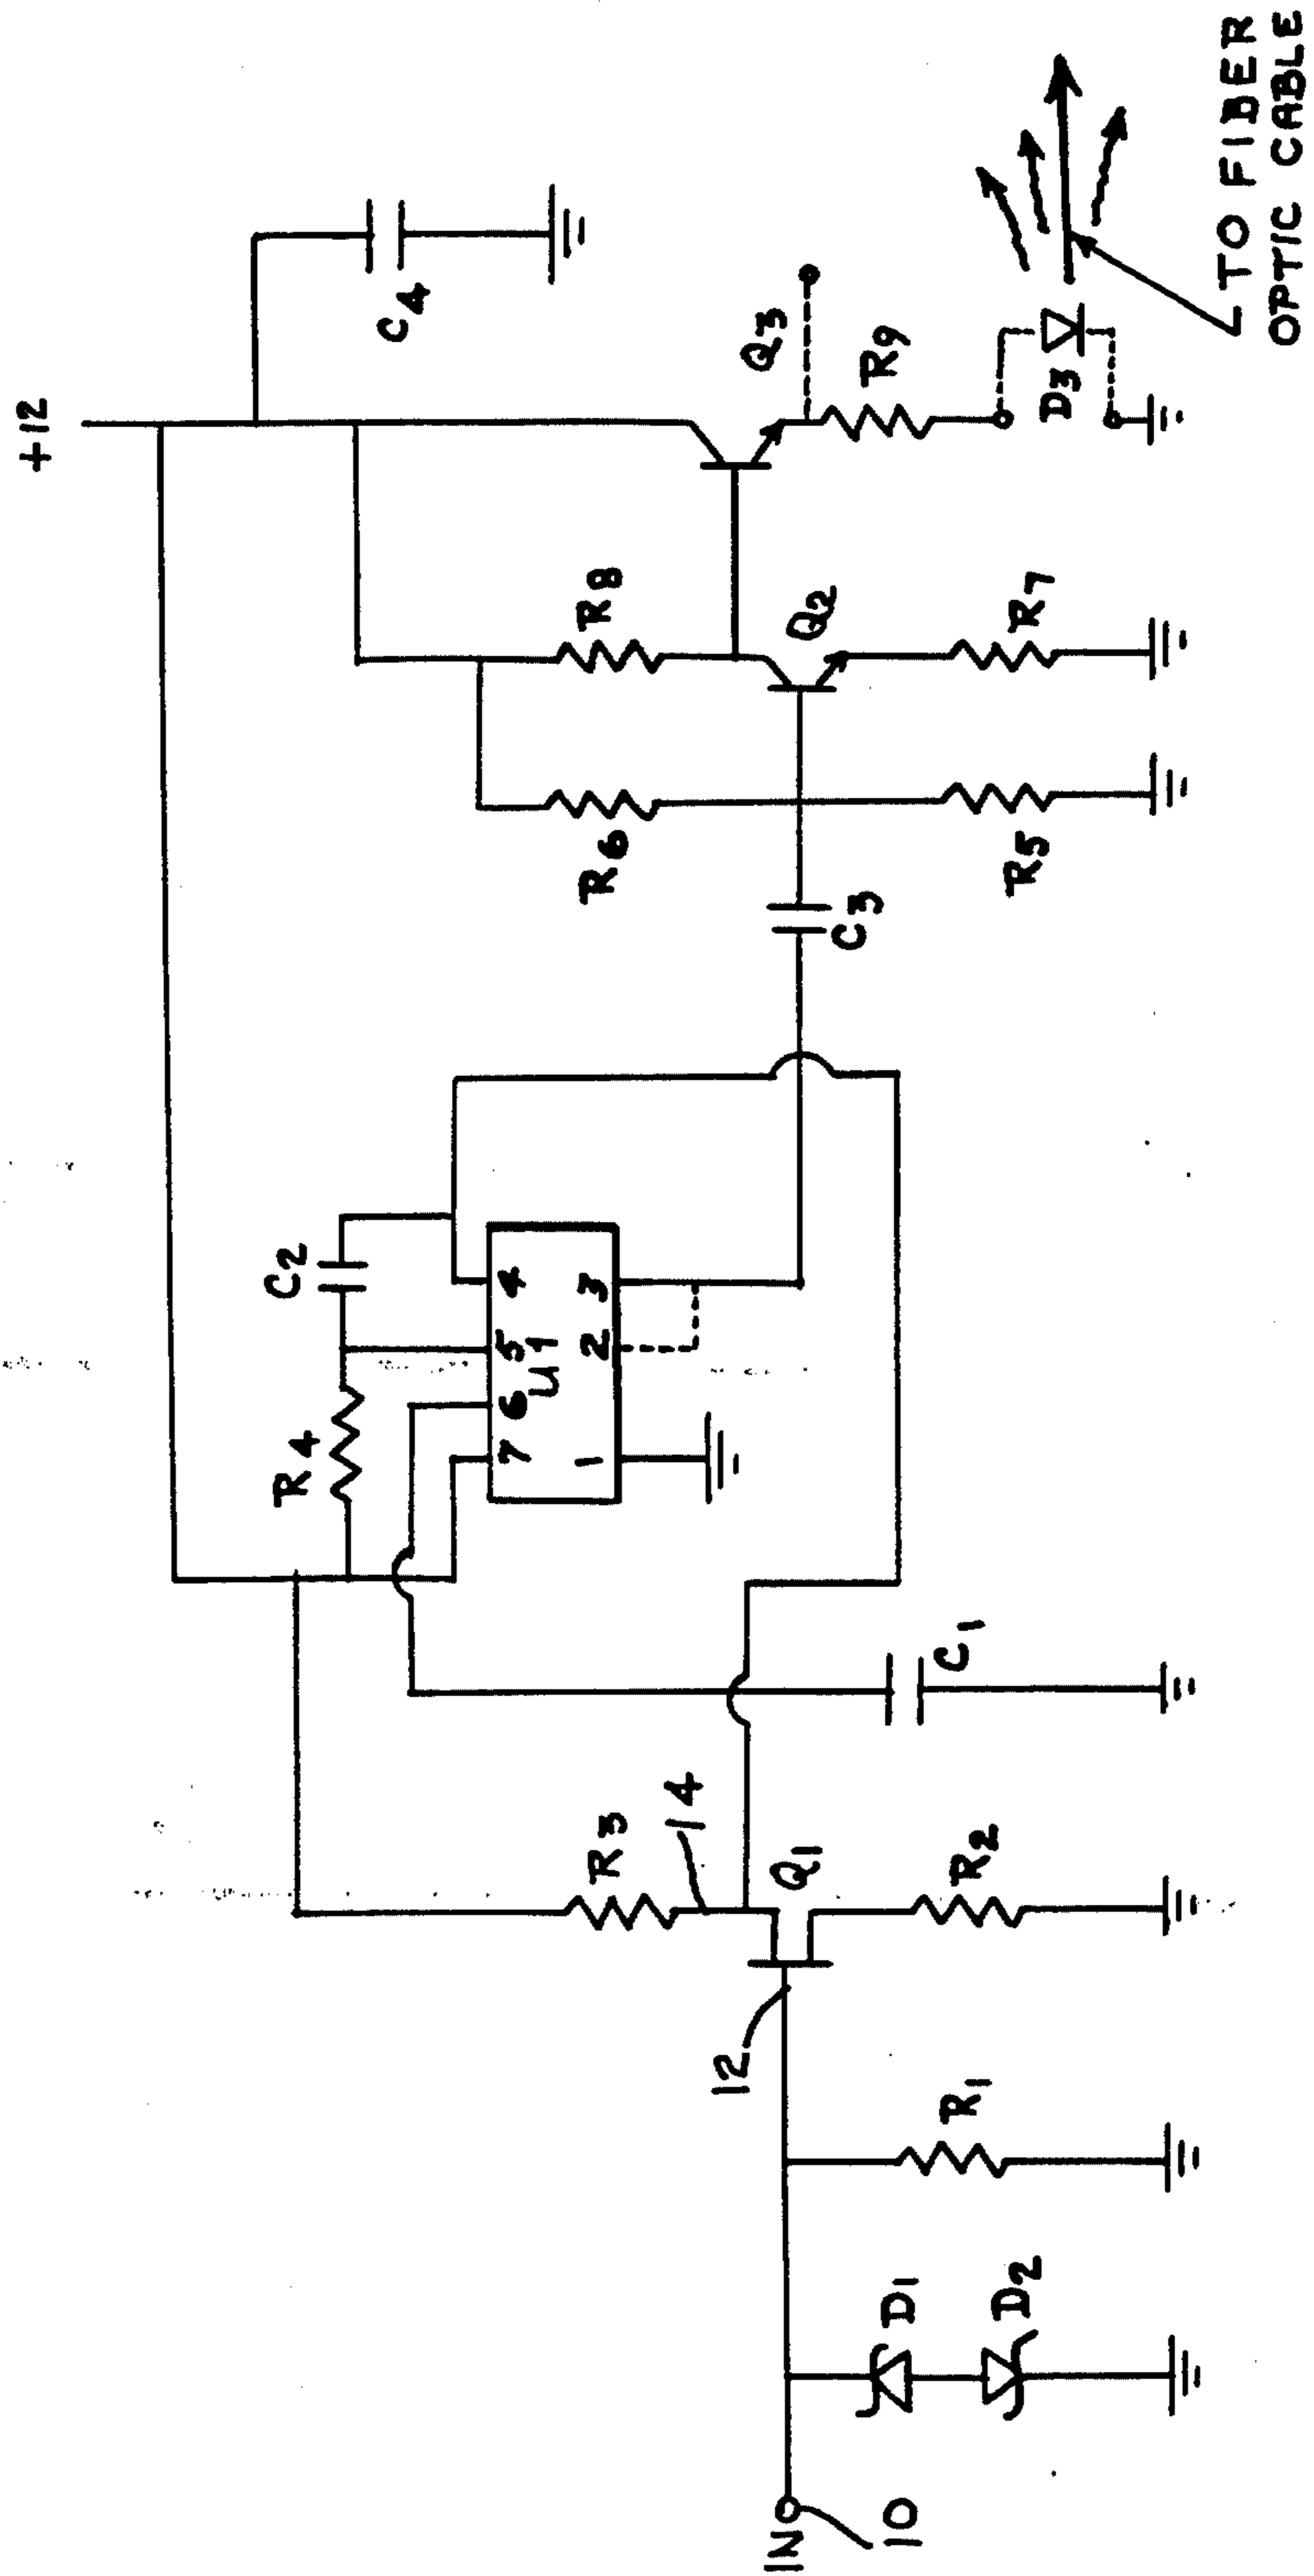 +12
C4
C2
R4
R8
Q3
R6
Q2
R9
D3
TO FIBER
OPTIC CABLE
7 6 5 4
U1
1 2 3
R3
14
C3
R5
R7
12
Q1
C1
IN
10
D1
D2
R1
R2